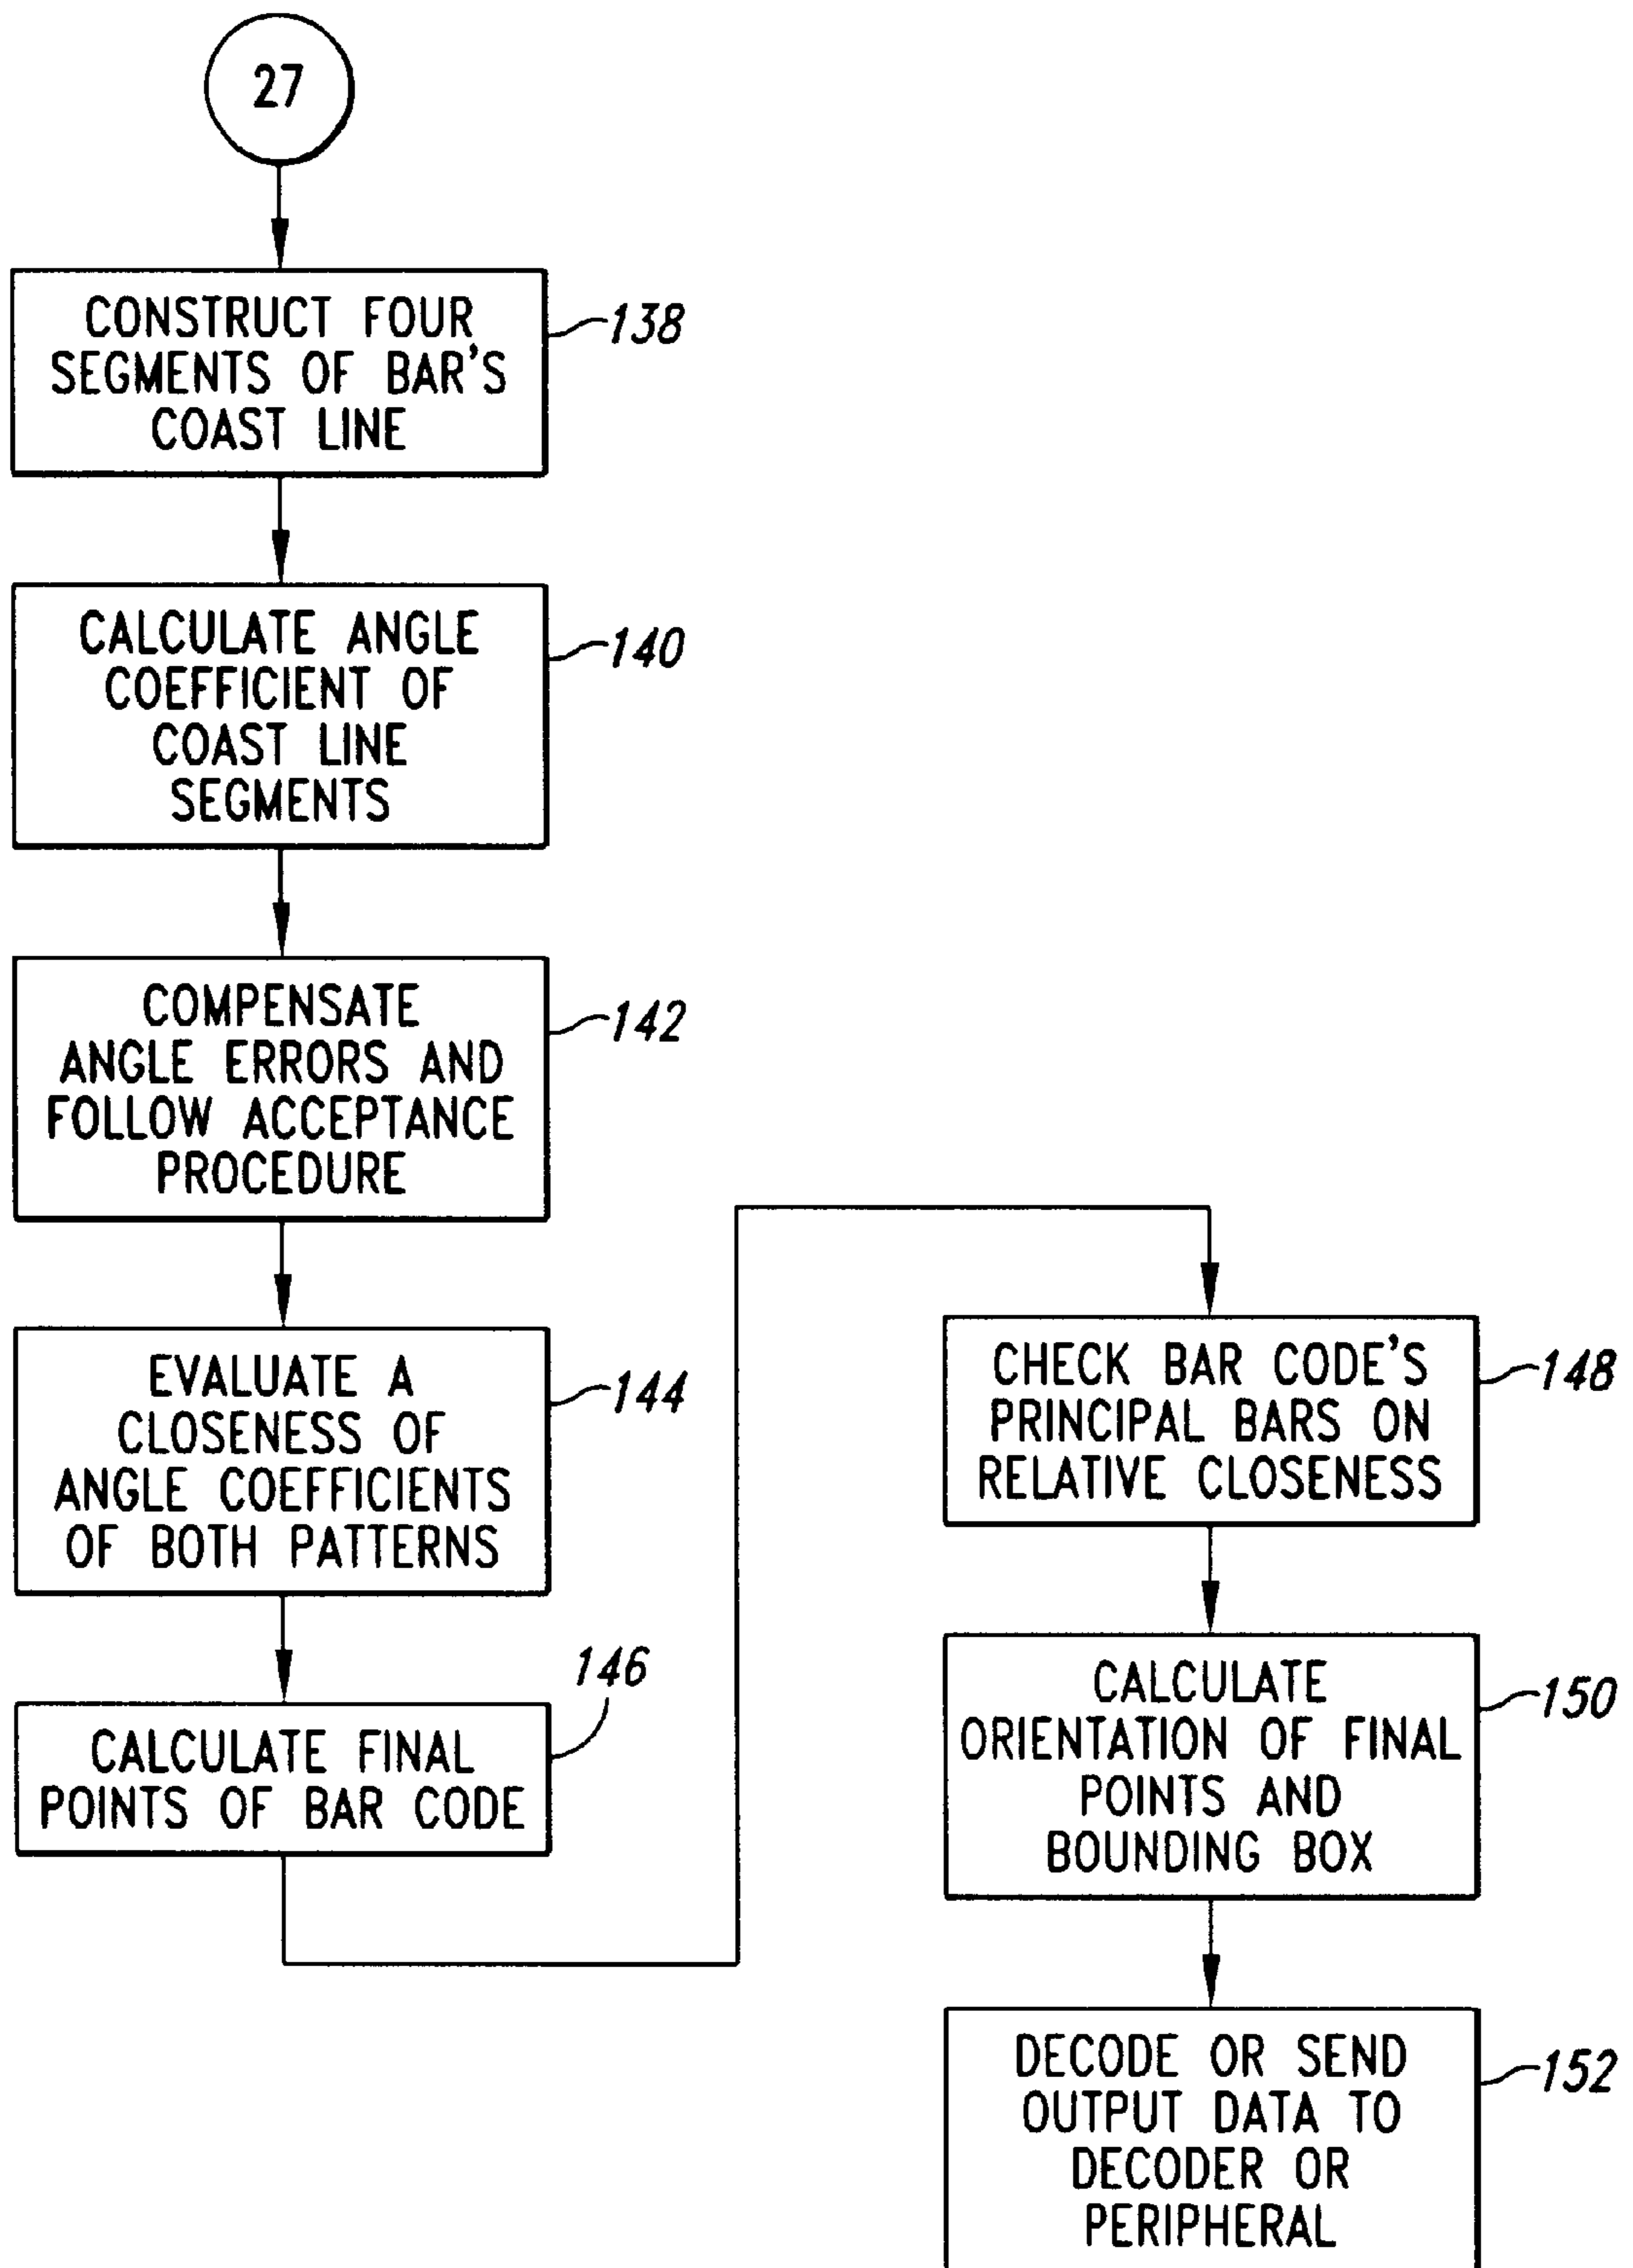 27
CONSTRUCT FOUR
SEGMENTS OF BAR'S
COAST LINE
138
CALCULATE ANGLE
COEFFICIENT OF
COAST LINE
SEGMENTS
140
COMPENSATE
ANGLE ERRORS AND
FOLLOW ACCEPTANCE
PROCEDURE
142
EVALUATE A
CLOSENESS OF
ANGLE COEFFICIENTS
OF BOTH PATTERNS
144
CALCULATE FINAL
POINTS OF BAR CODE
146
CHECK BAR CODE'S
PRINCIPAL BARS ON
RELATIVE CLOSENESS
148
CALCULATE
ORIENTATION OF FINAL
POINTS AND
BOUNDING BOX
150
DECODE OR SEND
OUTPUT DATA TO
DECODER OR
PERIPHERAL
152